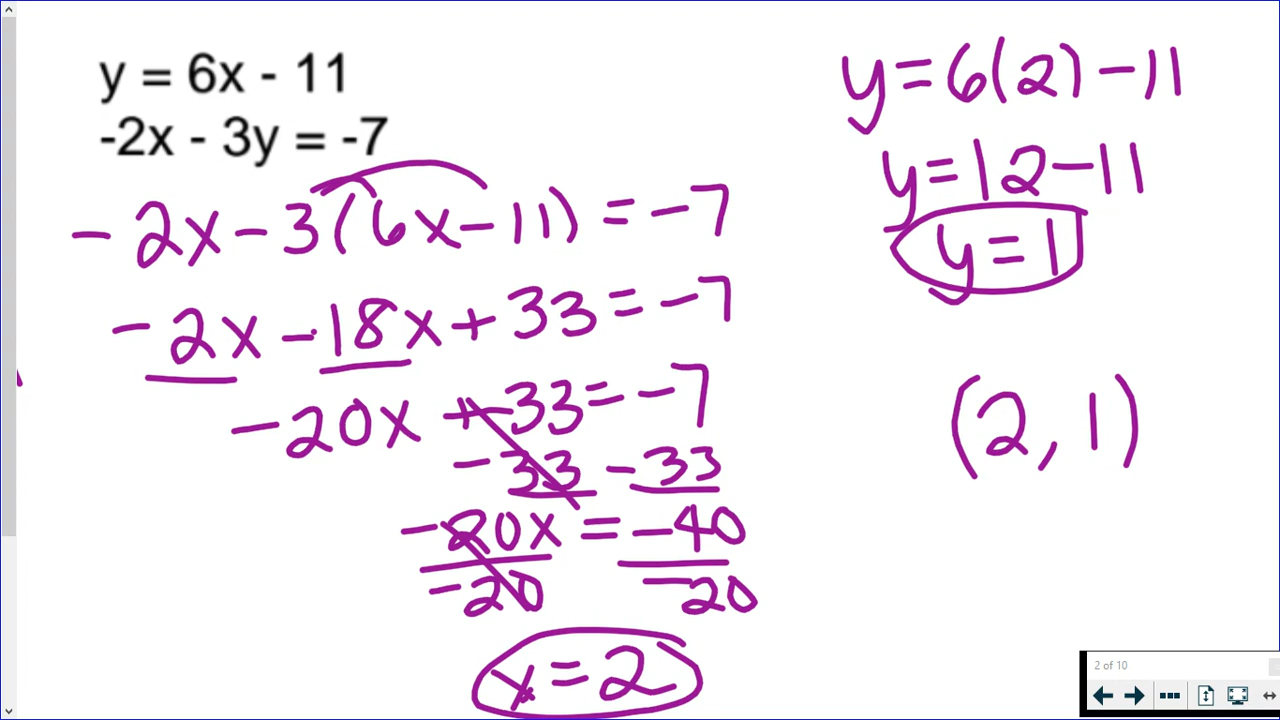 y = 6x - 11
-2x - 3y = -7
-2x-3(6x-11)=-7
-2x-18x+33=-7
-20x+33=-7
-33 -33
-20x=-40
-20 -20
x=2
y=6(2)-11
y=12-11
y=1
(2,1)
2 of 10